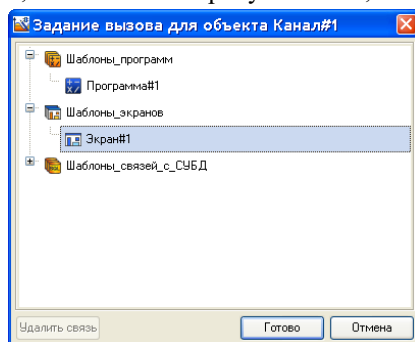 Задание вызова для объекта Канал#1
Шаблоны_программ
Программа#1
Шаблоны_экранов
Экран#1
Шаблоны_связей_с_СУБД
Удалить связь Готово Отмена